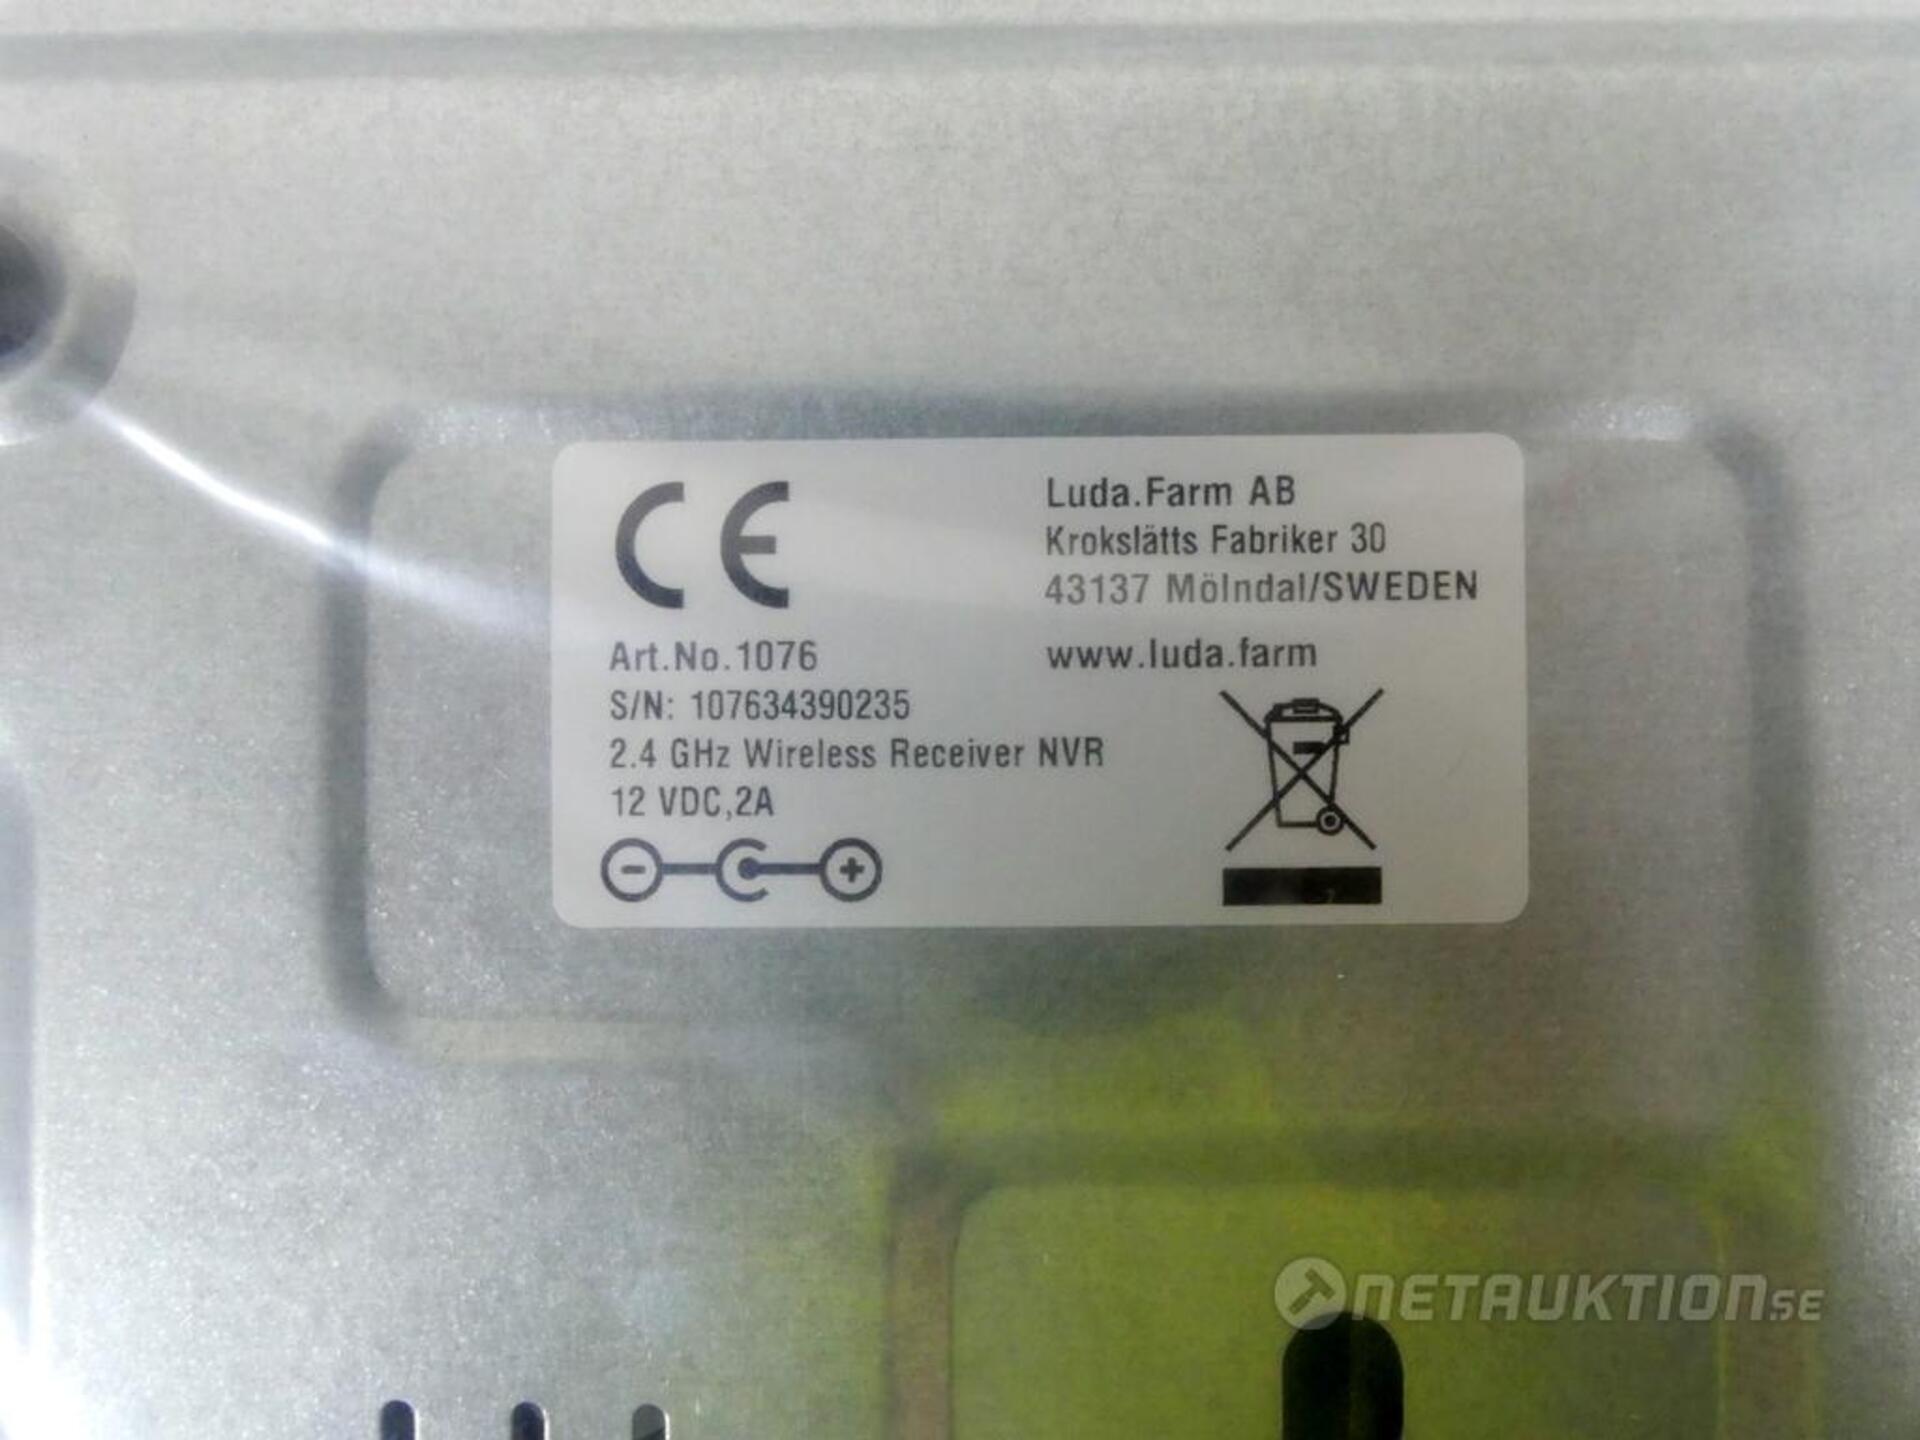 CE
Luda.Farm AB
Krokslätts Fabriker 30
43137 Mölndal/SWEDEN
www.luda.farm
Art.No.1076
S/N: 107634390235
2.4 GHz Wireless Receiver NVR
12 VDC,2A
NETAUKTION.SE